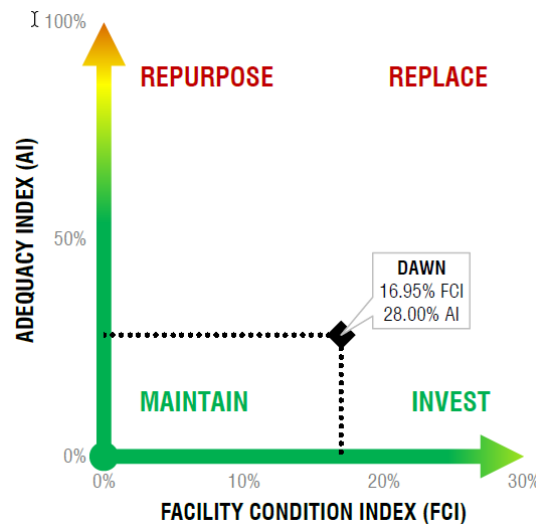 100%
REPURPOSE
REPLACE
ADEQUACY INDEX (AI)
50%
DAWN
16.95% FCI
28.00% AI
MAINTAIN
INVEST
0%
0%
10%
20%
30%
FACILITY CONDITION INDEX (FCI)